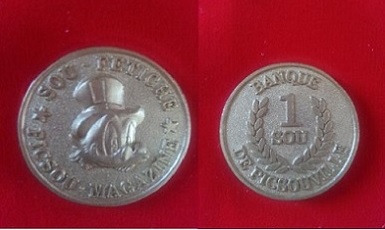 SOU - FETICHE
PICSOU-MAGAZINE
BANQUE
1
SOU
DE PICSOUVILLE